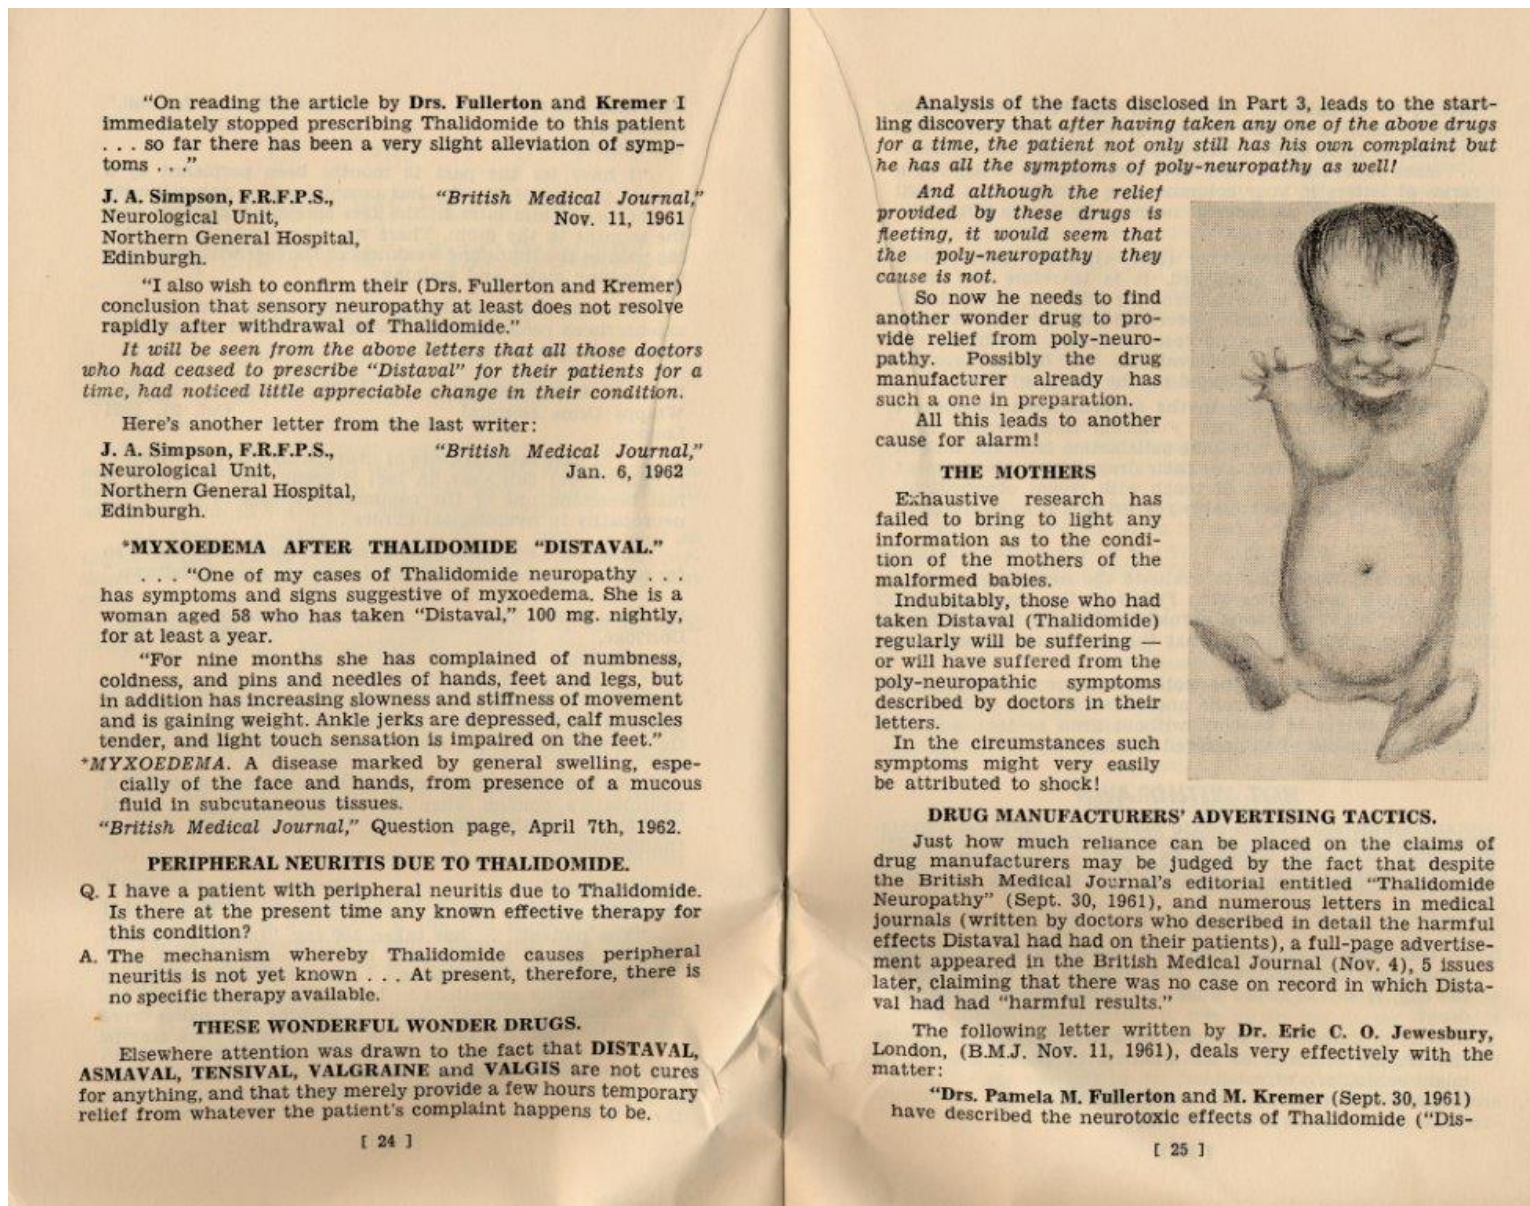 "On reading the article by Drs. Fullerton and Kremer I
immediately stopped prescribing Thalidomide to this patient
. . . so far there has been a very slight alleviation of symp-
toms . . ."
J. A. Simpson, F.R.F.P.S., "British Medical Journal,"
Neurological Unit, Nov. 11, 1961
Northern General Hospital,
Edinburgh.
"I also wish to confirm their (Drs. Fullerton and Kremer)
conclusion that sensory neuropathy at least does not resolve
rapidly after withdrawal of Thalidomide."
It will be seen from the above letters that all those doctors
who had ceased to prescribe "Distaval" for their patients for a
time, had noticed little appreciable change in their condition.
Here's another letter from the last writer:
J. A. Simpson, F.R.F.P.S., "British Medical Journal,"
Neurological Unit, Jan. 6, 1962
Northern General Hospital,
Edinburgh.
*MYXOEDEMA AFTER THALIDOMIDE "DISTAVAL."
. . . "One of my cases of Thalidomide neuropathy . . .
has symptoms and signs suggestive of myxoedema. She is a
woman aged 58 who has taken "Distaval," 100 mg. nightly,
for at least a year.
"For nine months she has complained of numbness,
coldness, and pins and needles of hands, feet and legs, but
in addition has increasing slowness and stiffness of movement
and is gaining weight. Ankle jerks are depressed, calf muscles
tender, and light touch sensation is impaired on the feet."
*MYXOEDEMA. A disease marked by general swelling, espe-
cially of the face and hands, from presence of a mucous
fluid in subcutaneous tissues.
"British Medical Journal," Question page, April 7th, 1962.
PERIPHERAL NEURITIS DUE TO THALIDOMIDE.
Q. I have a patient with peripheral neuritis due to Thalidomide.
Is there at the present time any known effective therapy for
this condition?
A. The mechanism whereby Thalidomide causes peripheral
neuritis is not yet known . . . At present, therefore, there is
no specific therapy available.
THESE WONDERFUL WONDER DRUGS.
Elsewhere attention was drawn to the fact that DISTAVAL,
ASMAVAL, TENSIVAL, VALGRAINE and VALGIS are not cures
for anything, and that they merely provide a few hours temporary
relief from whatever the patient's complaint happens to be.
[ 24 ]
Analysis of the facts disclosed in Part 3, leads to the start-
ling discovery that after having taken any one of the above drugs
for a time, the patient not only still has his own complaint but
he has all the symptoms of poly-neuropathy as well!
And although the relief
provided by these drugs is
fleeting, it would seem that
the poly-neuropathy they
cause is not.
So now he needs to find
another wonder drug to pro-
vide relief from poly-neuro-
pathy. Possibly the drug
manufacturer already has
such a one in preparation.
All this leads to another
cause for alarm!
THE MOTHERS
Exhaustive research has
failed to bring to light any
information as to the condi-
tion of the mothers of the
malformed babies.
Indubitably, those who had
taken Distaval (Thalidomide)
regularly will be suffering —
or will have suffered from the
poly-neuropathic symptoms
described by doctors in their
letters.
In the circumstances such
symptoms might very easily
be attributed to shock!
DRUG MANUFACTURERS' ADVERTISING TACTICS.
Just how much reliance can be placed on the claims of
drug manufacturers may be judged by the fact that despite
the British Medical Journal's editorial entitled "Thalidomide
Neuropathy" (Sept. 30, 1961), and numerous letters in medical
journals (written by doctors who described in detail the harmful
effects Distaval had had on their patients), a full-page advertise-
ment appeared in the British Medical Journal (Nov. 4), 5 issues
later, claiming that there was no case on record in which Dista-
val had had "harmful results."
The following letter written by Dr. Eric C. O. Jewesbury,
London, (B.M.J. Nov. 11, 1961), deals very effectively with the
matter:
"Drs. Pamela M. Fullerton and M. Kremer (Sept. 30, 1961)
have described the neurotoxic effects of Thalidomide ("Dis-
[ 25 ]